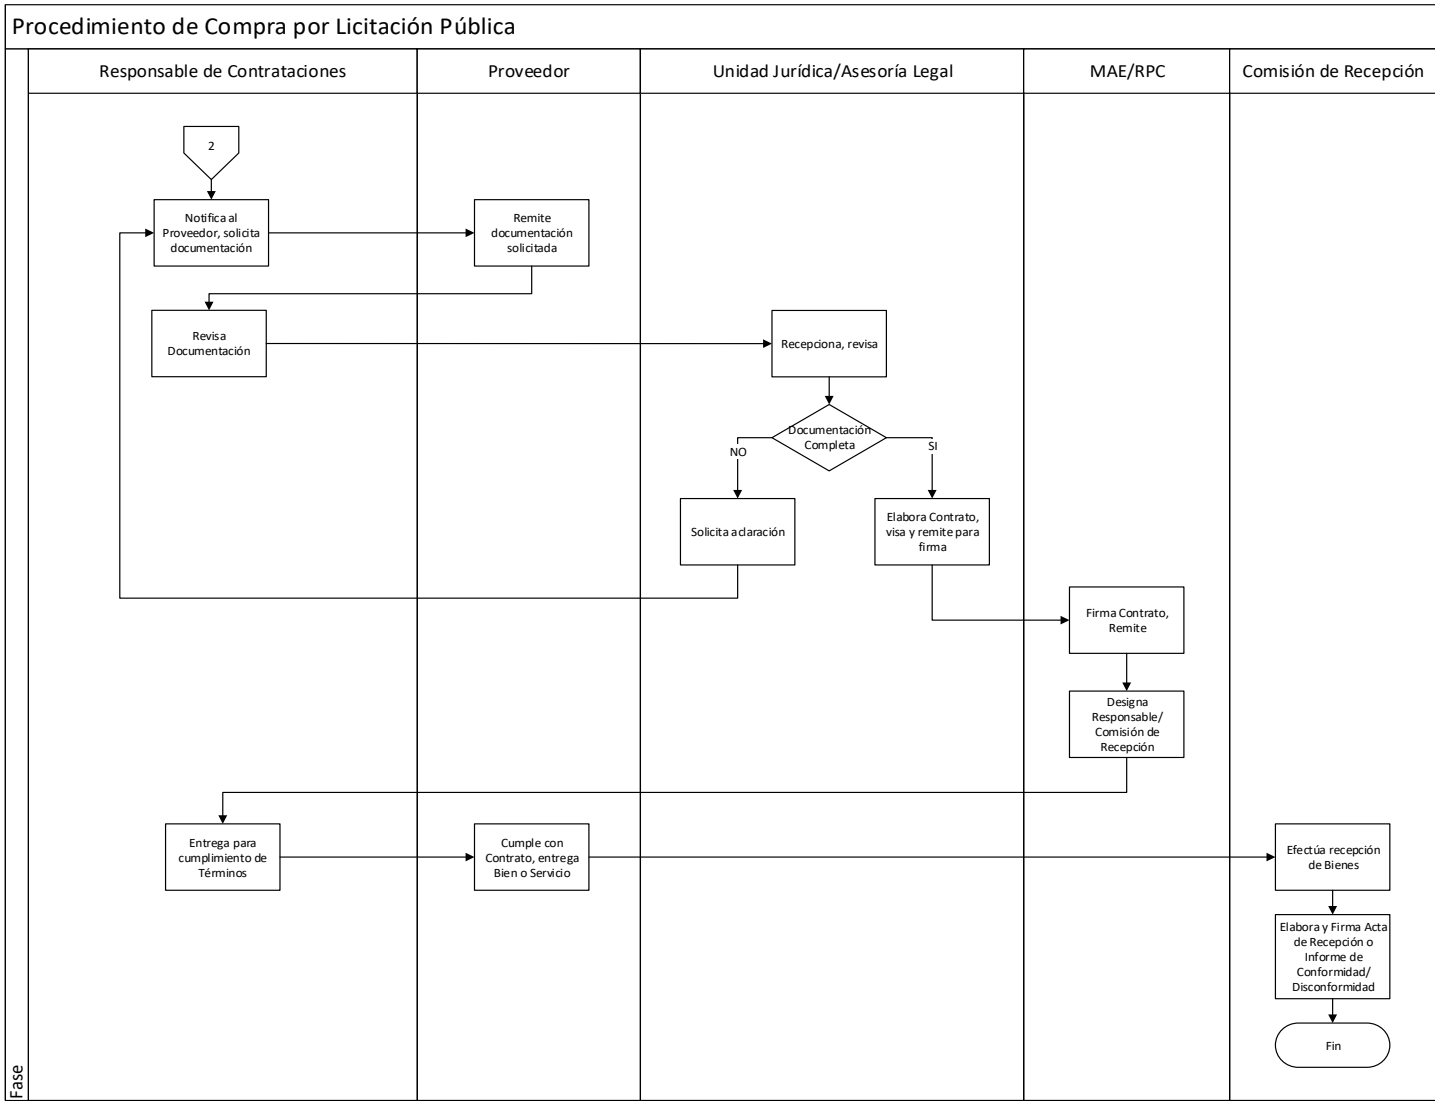 Procedimiento de Compra por Licitación Pública
Responsable de Contrataciones
Proveedor
Unidad Jurídica/Asesoría Legal
MAE/RPC
Comisión de Recepción
2
Notifica al
Proveedor, solicita
documentación
Remite
documentación
solicitada
Revisa
Documentación
Recepciona, revisa
Documentación
Completa
NO
SI
Solicita aclaración
Elabora Contrato,
visa y remite para
firma
Firma Contrato,
Remite
Designa
Responsable/
Comisión de
Recepción
Entrega para
cumplimiento de
Términos
Cumple con
Contrato, entrega
Bien o Servicio
Efectúa recepción
de Bienes
Elabora y Firma Acta
de Recepción o
Informe de
Conformidad/
Disconformidad
Fin
Fase